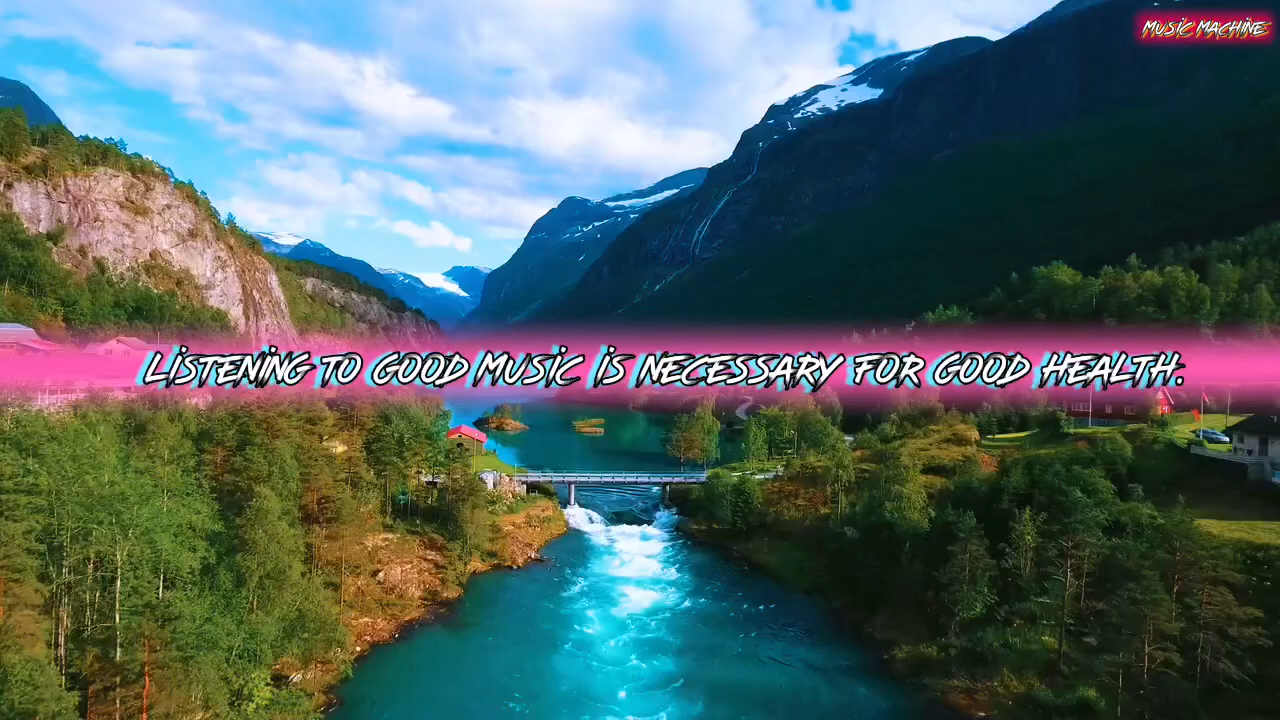 MUSIC MACHINE
LISTENING TO GOOD MUSIC IS NECESSARY FOR GOOD HEALTH.